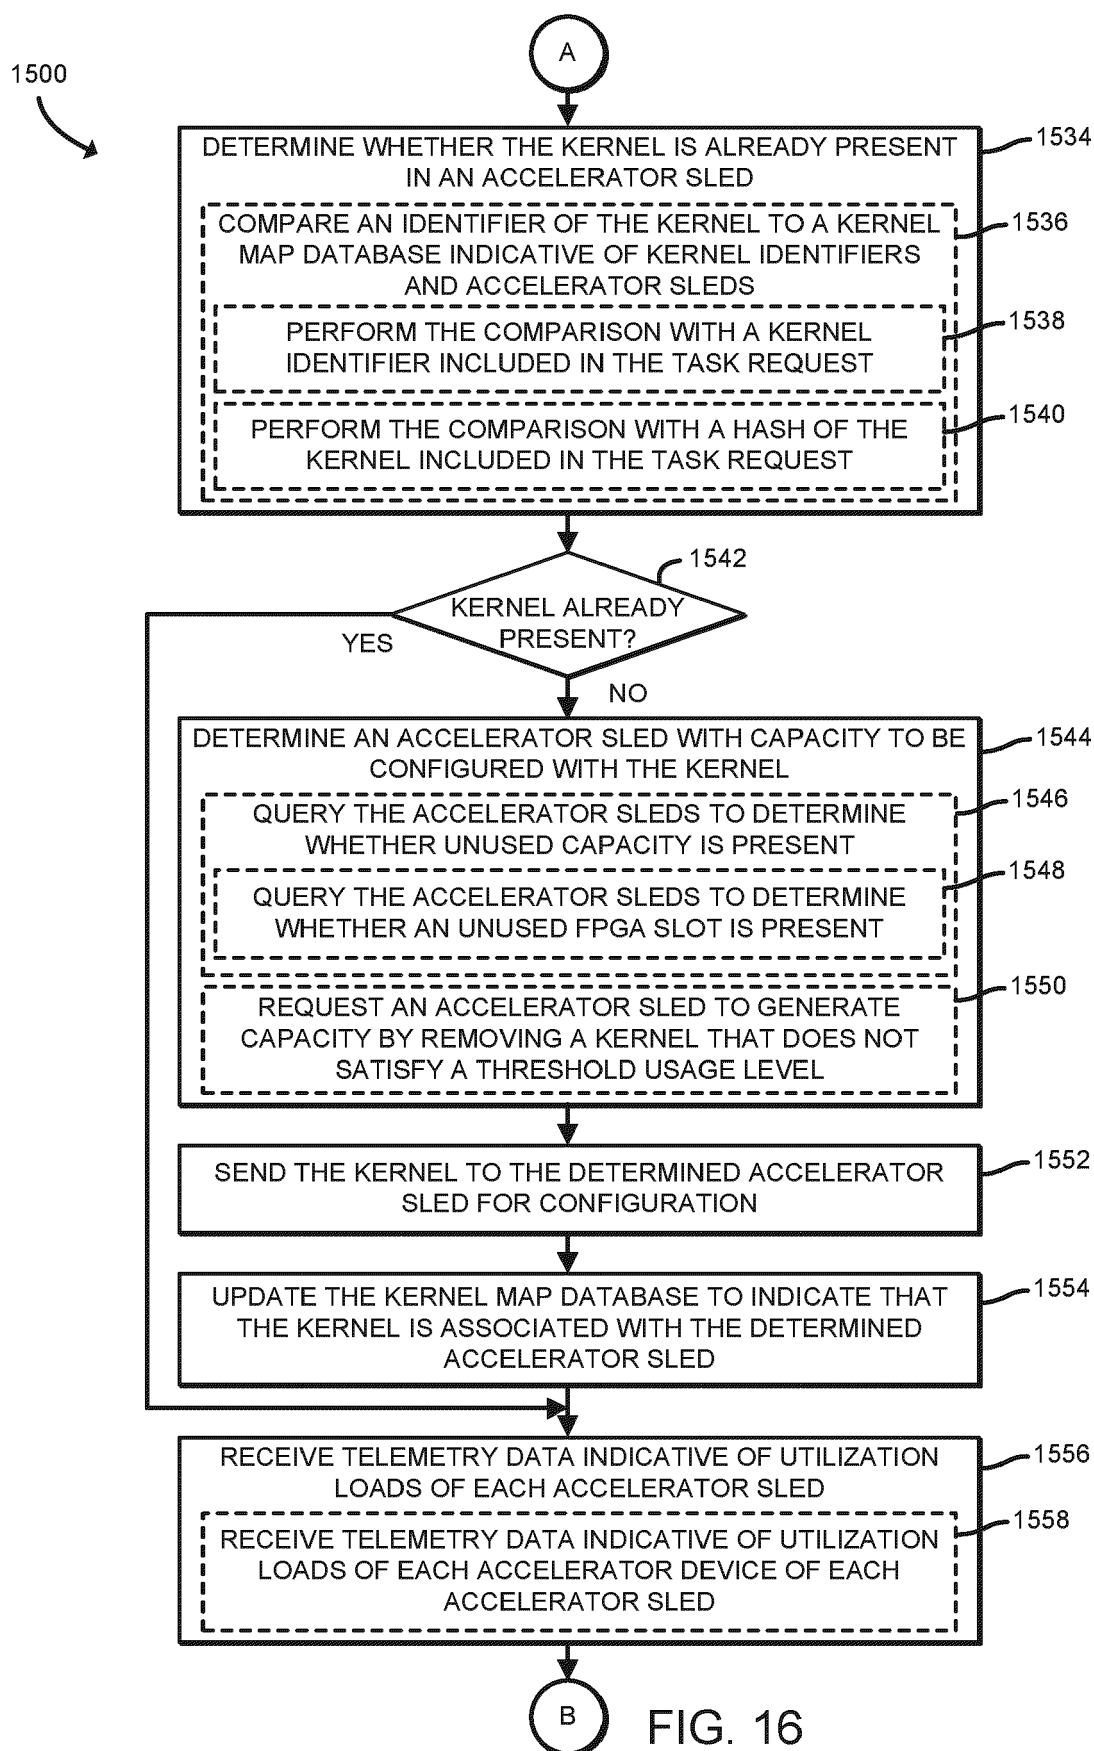 A
1500
DETERMINE WHETHER THE KERNEL IS ALREADY PRESENT
IN AN ACCELERATOR SLED
1534
COMPARE AN IDENTIFIER OF THE KERNEL TO A KERNEL
MAP DATABASE INDICATIVE OF KERNEL IDENTIFIERS
AND ACCELERATOR SLEDS
1536
PERFORM THE COMPARISON WITH A KERNEL
IDENTIFIER INCLUDED IN THE TASK REQUEST
1538
PERFORM THE COMPARISON WITH A HASH OF THE
KERNEL INCLUDED IN THE TASK REQUEST
1540
KERNEL ALREADY
PRESENT?
1542
YES
NO
DETERMINE AN ACCELERATOR SLED WITH CAPACITY TO BE
CONFIGURED WITH THE KERNEL
1544
QUERY THE ACCELERATOR SLEDS TO DETERMINE
WHETHER UNUSED CAPACITY IS PRESENT
1546
QUERY THE ACCELERATOR SLEDS TO DETERMINE
WHETHER AN UNUSED FPGA SLOT IS PRESENT
1548
REQUEST AN ACCELERATOR SLED TO GENERATE
CAPACITY BY REMOVING A KERNEL THAT DOES NOT
SATISFY A THRESHOLD USAGE LEVEL
1550
SEND THE KERNEL TO THE DETERMINED ACCELERATOR
SLED FOR CONFIGURATION
1552
UPDATE THE KERNEL MAP DATABASE TO INDICATE THAT
THE KERNEL IS ASSOCIATED WITH THE DETERMINED
ACCELERATOR SLED
1554
RECEIVE TELEMETRY DATA INDICATIVE OF UTILIZATION
LOADS OF EACH ACCELERATOR SLED
1556
RECEIVE TELEMETRY DATA INDICATIVE OF UTILIZATION
LOADS OF EACH ACCELERATOR DEVICE OF EACH
ACCELERATOR SLED
1558
B
FIG. 16